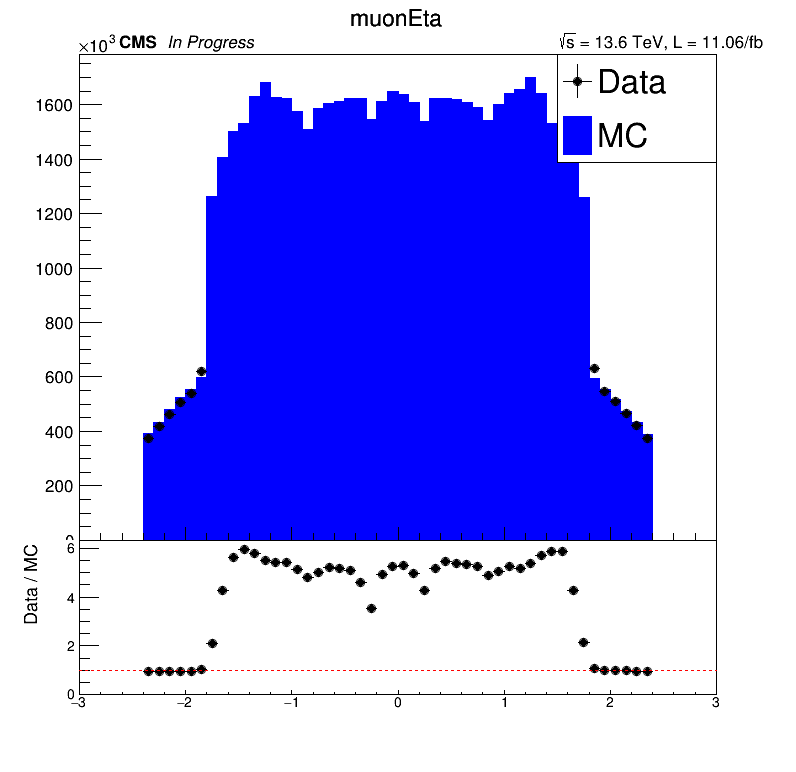 muonEta
×10³ CMS In Progress √s = 13.6 TeV, L = 11.06/fb
Data
MC
1600
1400
1200
1000
800
600
400
200
0
Data / MC
6
4
2
0
−3 −2 −1 0 1 2 3